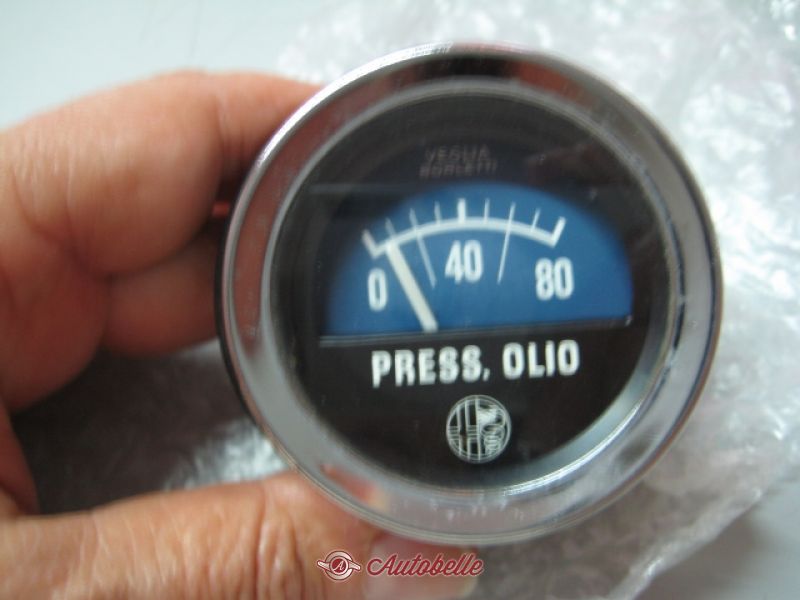 VEGLIA
BORLETTI
0 40 80
PRESS. OLIO
Autobelle